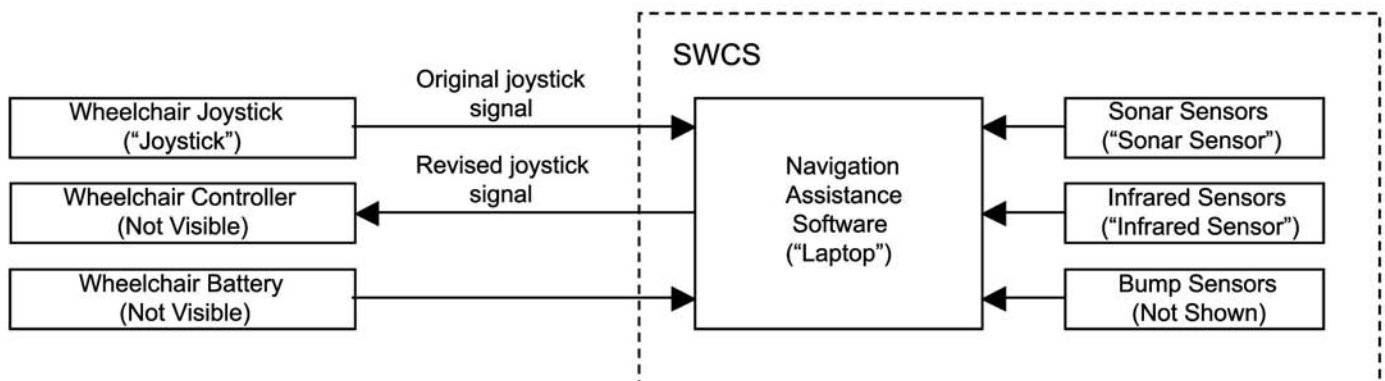 SWCS
Original joystick
signal
Wheelchair Joystick
(“Joystick”)
Sonar Sensors
(“Sonar Sensor”)
Revised joystick
signal
Navigation
Assistance
Software
(“Laptop”)
Wheelchair Controller
(Not Visible)
Infrared Sensors
(“Infrared Sensor”)
Wheelchair Battery
(Not Visible)
Bump Sensors
(Not Shown)